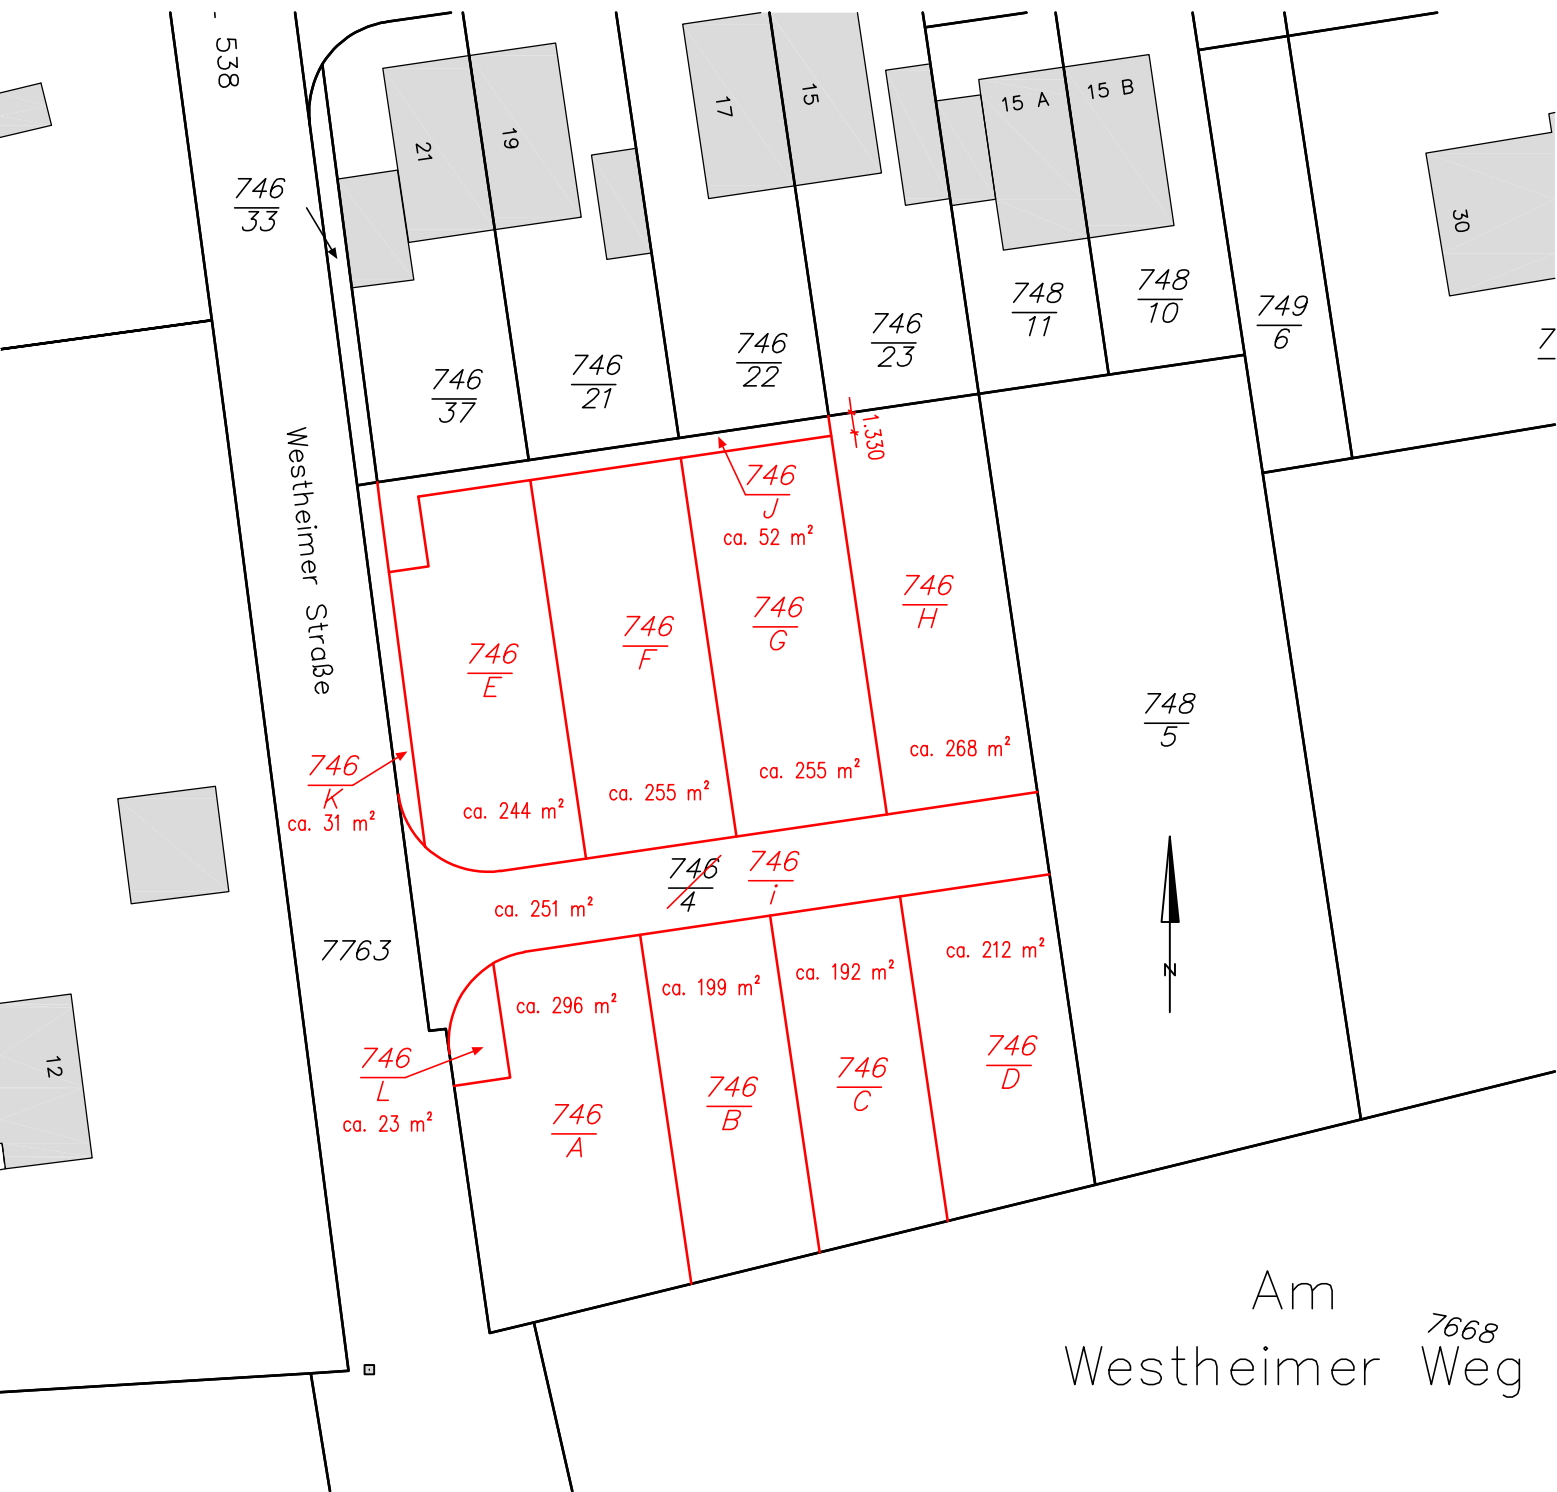 538
21
19
17
15
15 A
15 B
30
746
33
746
37
746
21
746
22
746
23
748
11
748
10
749
6
7
Westheimer Straße
1.330
746
J
ca. 52 m²
746
E
ca. 244 m²
746
F
ca. 255 m²
746
G
ca. 255 m²
746
H
ca. 268 m²
748
5
746
K
ca. 31 m²
746
4
746
i
ca. 251 m²
7763
N
12
746
L
ca. 23 m²
ca. 296 m²
746
A
ca. 199 m²
746
B
ca. 192 m²
746
C
ca. 212 m²
746
D
Am
Westheimer Weg
7668